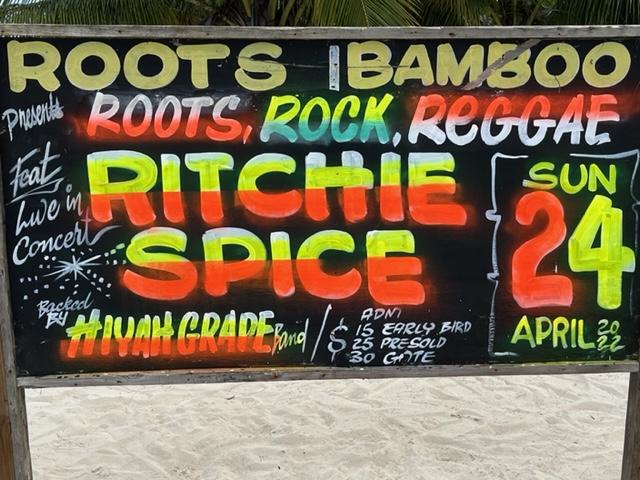 ROOTS | BAMBOO
Presents
ROOTS, ROCK, REGGAE
Feat
Live in
Concert
RITCHIE
SPICE
Backed
By
HIYAH GRADE Band / $
ADMI
15 EARLY BIRD
25 PRESOLD
30 GATE
SUN
24
APRIL 2022